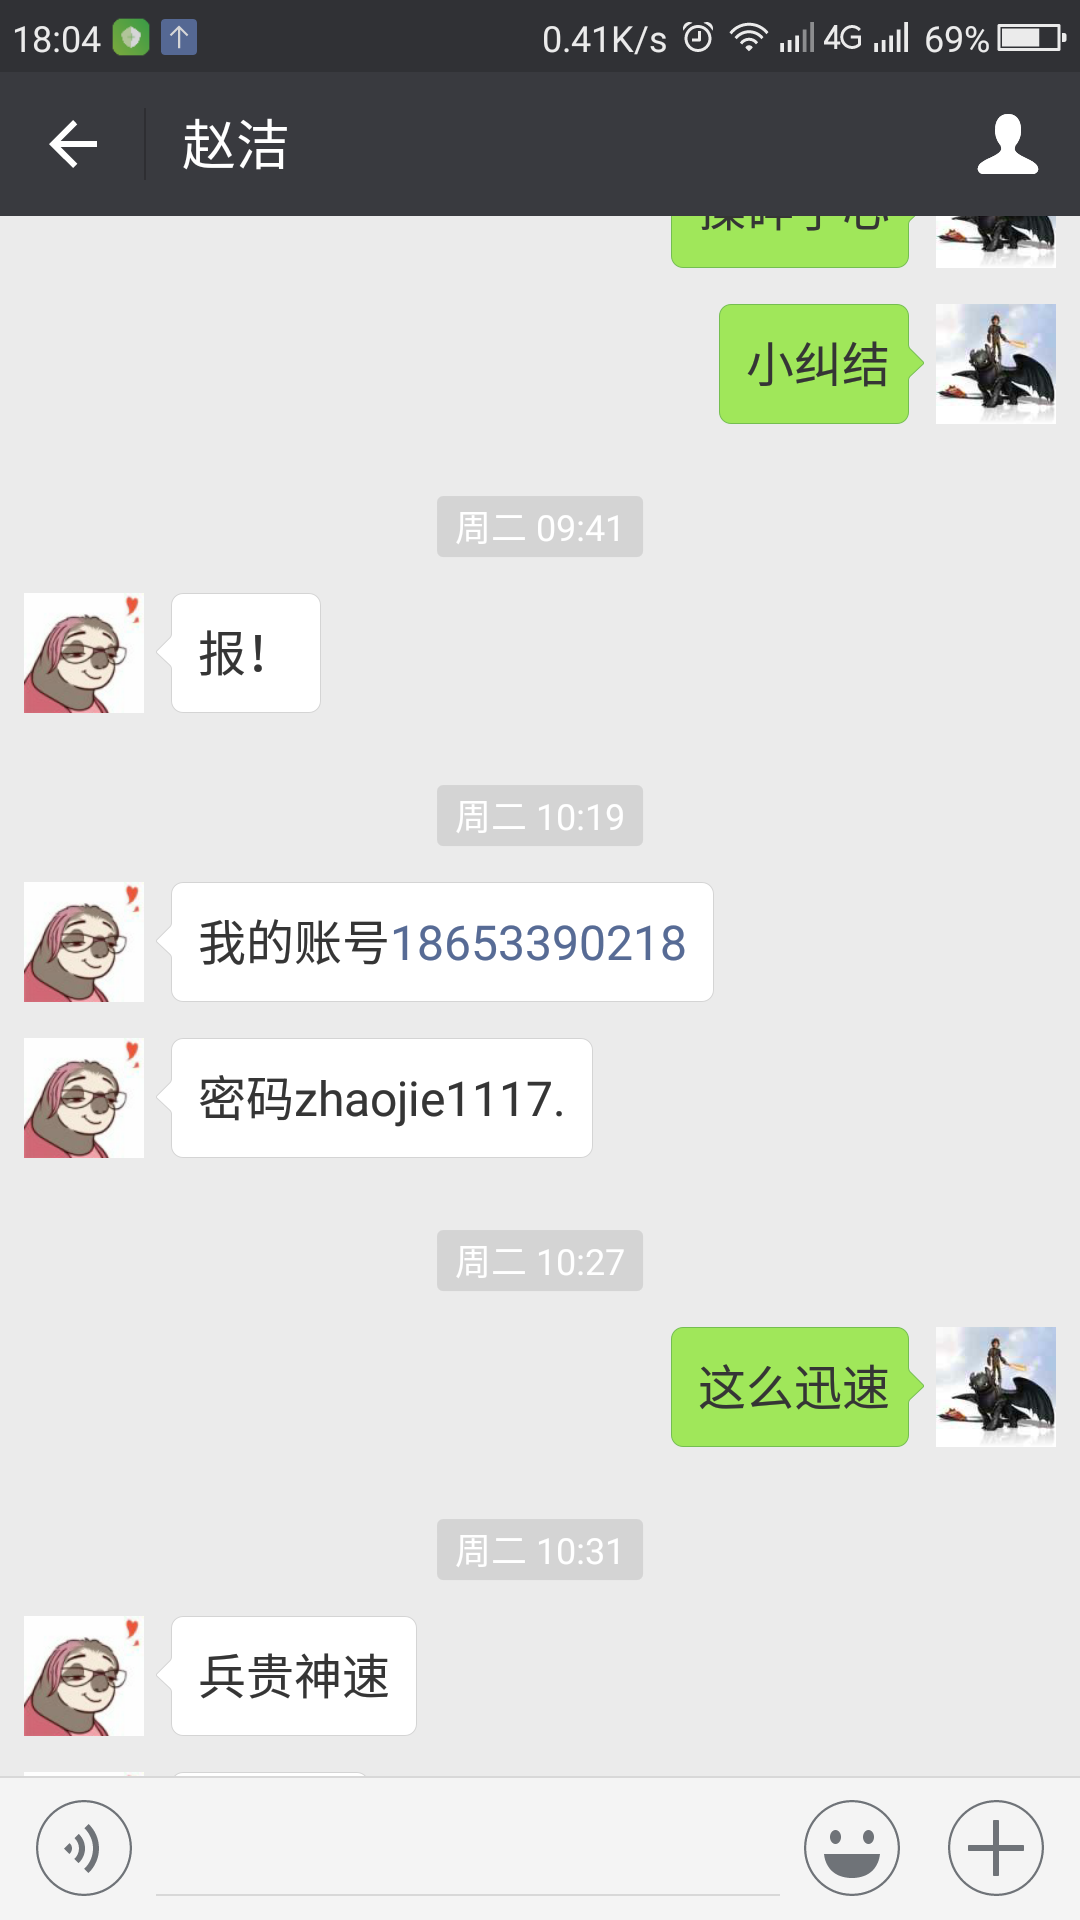 18:04 0.41K/s 4G 69%
赵洁
小纠结
周二 09:41
报！
周二 10:19
我的账号18653390218
密码zhaojie1117.
周二 10:27
这么迅速
周二 10:31
兵贵神速